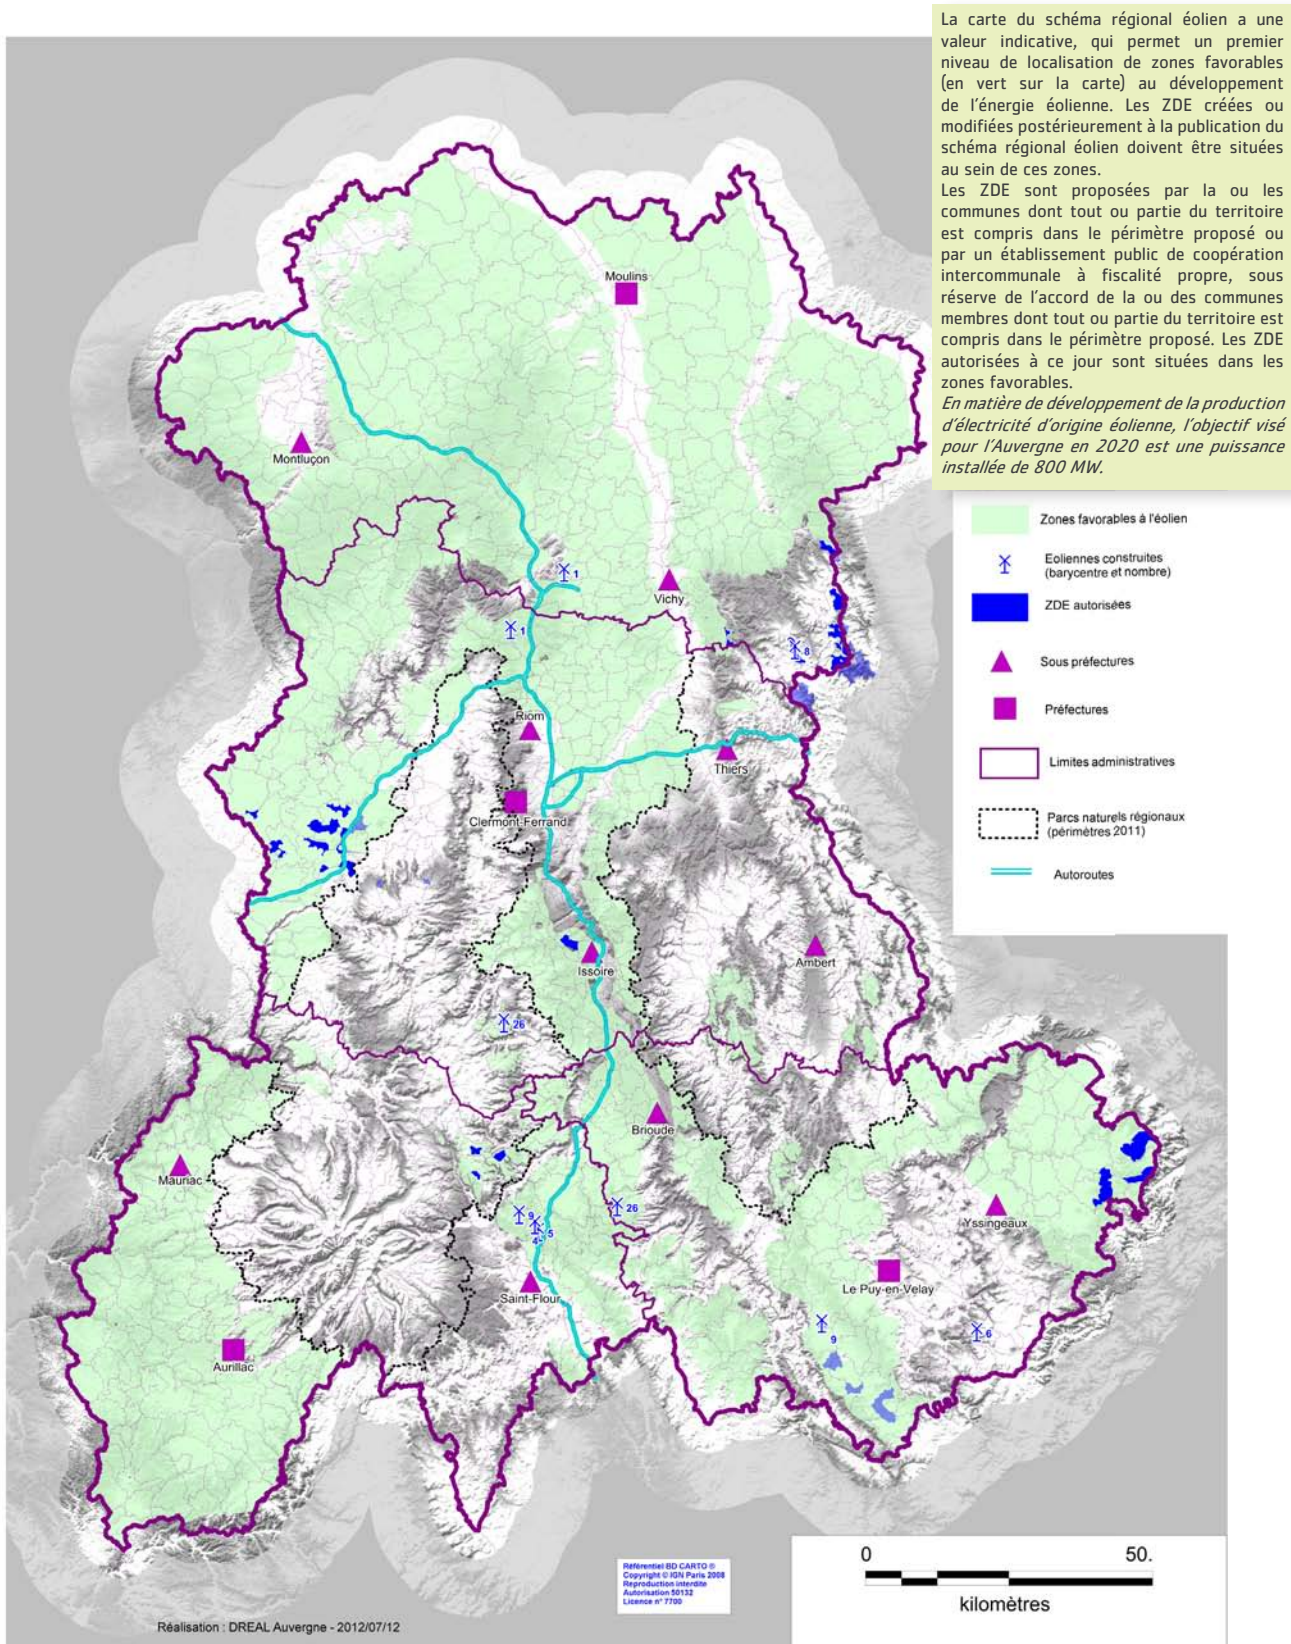 La carte du schéma régional éolien a une
valeur indicative, qui permet un premier
niveau de localisation de zones favorables
(en vert sur la carte) au développement
de l'énergie éolienne. Les ZDE créées ou
modifiées postérieurement à la publication du
schéma régional éolien doivent être situées
au sein de ces zones.
Les ZDE sont proposées par la ou les
communes dont tout ou partie du territoire
est compris dans le périmètre proposé ou
par un établissement public de coopération
intercommunale à fiscalité propre, sous
réserve de l'accord de la ou des communes
membres dont tout ou partie du territoire est
compris dans le périmètre proposé. Les ZDE
autorisées à ce jour sont situées dans les
zones favorables.
En matière de développement de la production
d'électricité d'origine éolienne, l'objectif visé
pour l'Auvergne en 2020 est une puissance
installée de 800 MW.
Zones favorables à l'éolien
Eoliennes construites
(barycentre et nombre)
ZDE autorisées
Sous préfectures
Préfectures
Limites administratives
Parcs naturels régionaux
(périmètres 2011)
Autoroutes
Moulins
Montluçon
1
Vichy
1
8
Riom
Thiers
Clermont-Ferrand
Issoire
Ambert
26
Brioude
Mauriac
9
26
5
4
Yssingeaux
Saint-Flour
Le Puy-en-Velay
9
6
Aurillac
Référentiel BD CARTO ®
Copyright © IGN Paris 2008
Reproduction interdite
Autorisation 50132
Licence n° 7700
0 50.
kilomètres
Réalisation : DREAL Auvergne - 2012/07/12